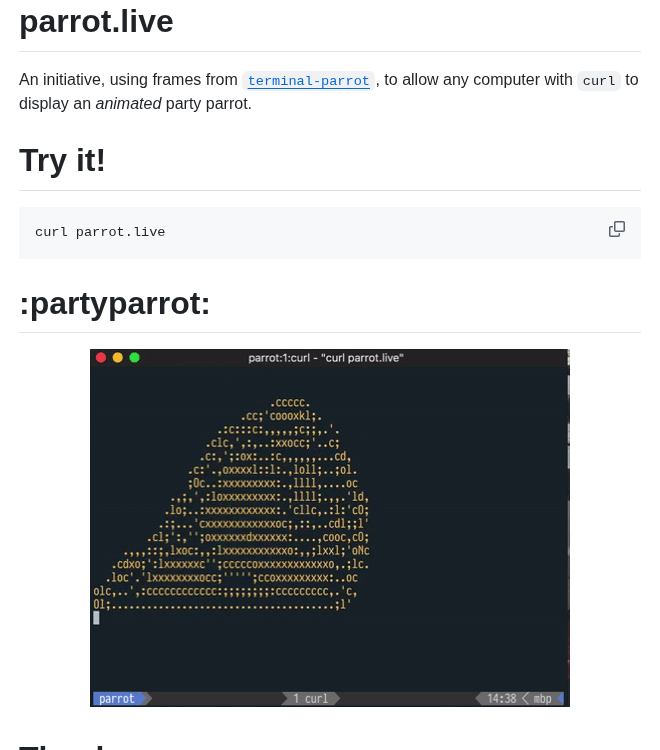 parrot.live
An initiative, using frames from terminal-parrot, to allow any computer with curl to
display an animated party parrot.
Try it!
curl parrot.live
:partyparrot:
parrot:1:curl - "curl parrot.live"
.ccccc.
.cc;'coooxkl;.
.:c:::c:,,,,,;c;;,.'.
.clc,',:,..:xxocc;'..c;
.c:,';:ox:..:c,,,,,,...cd,
.c:'.,oxxxxl::l:.,loll;..;ol.
;Oc..:xxxxxxxxx:.,llll,....oc
.,;,',:loxxxxxxxxx:.,llll;.,,.'ld,
.lo;..:xxxxxxxxxxxx:.'cllc,.:l:'cO;
.:;...'cxxxxxxxxxxxxoc;,::,..cdl;;l'
.cl;':,'';oxxxxxxdxxxxxx:....,cooc,cO;
.,,,::;,lxoc:,,:lxxxxxxxxxxxo:,,;lxxl;'oNc
.cdxo;':lxxxxxxc'';cccccoxxxxxxxxxxxxo,.;lc.
.loc'.'lxxxxxxxxocc;''''';ccoxxxxxxxxx:..oc
olc,..',:cccccccccccc:;;;;;;;;:ccccccccc,.'c,
Ol;......................................;l'
parrot
1 curl
14:38
mbp